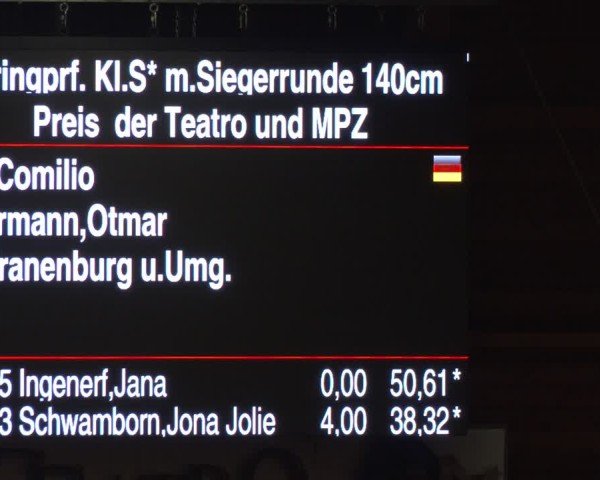 ringprf. Kl.S* m.Siegerrunde 140cm
Preis der Teatro und MPZ
Comilio
rmann,Otmar
ranenburg u.Umg.
5 Ingenerf,Jana 0,00 50,61*
3 Schwamborn,Jona Jolie 4,00 38,32*